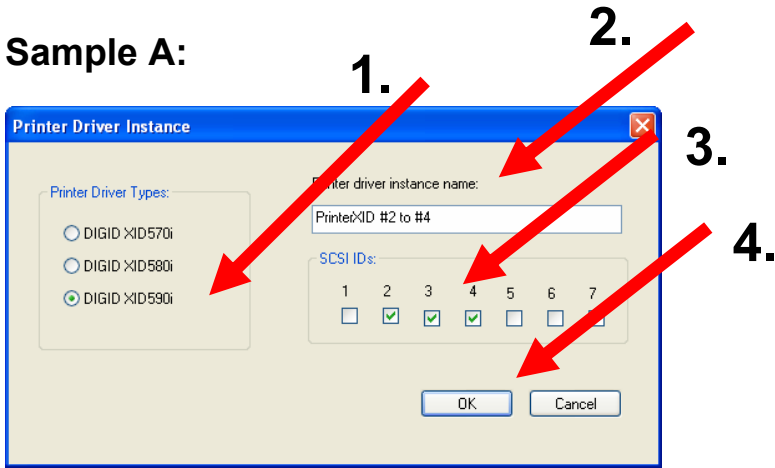 Sample A:
1.
2.
3.
4.
Printer Driver Instance
Printer Driver Types:
DIGID XID570i
DIGID XID580i
DIGID XID590i
driver instance name:
PrinterXID #2 to #4
SCSI IDs:
1 2 3 4 5 6 7
OK
Cancel